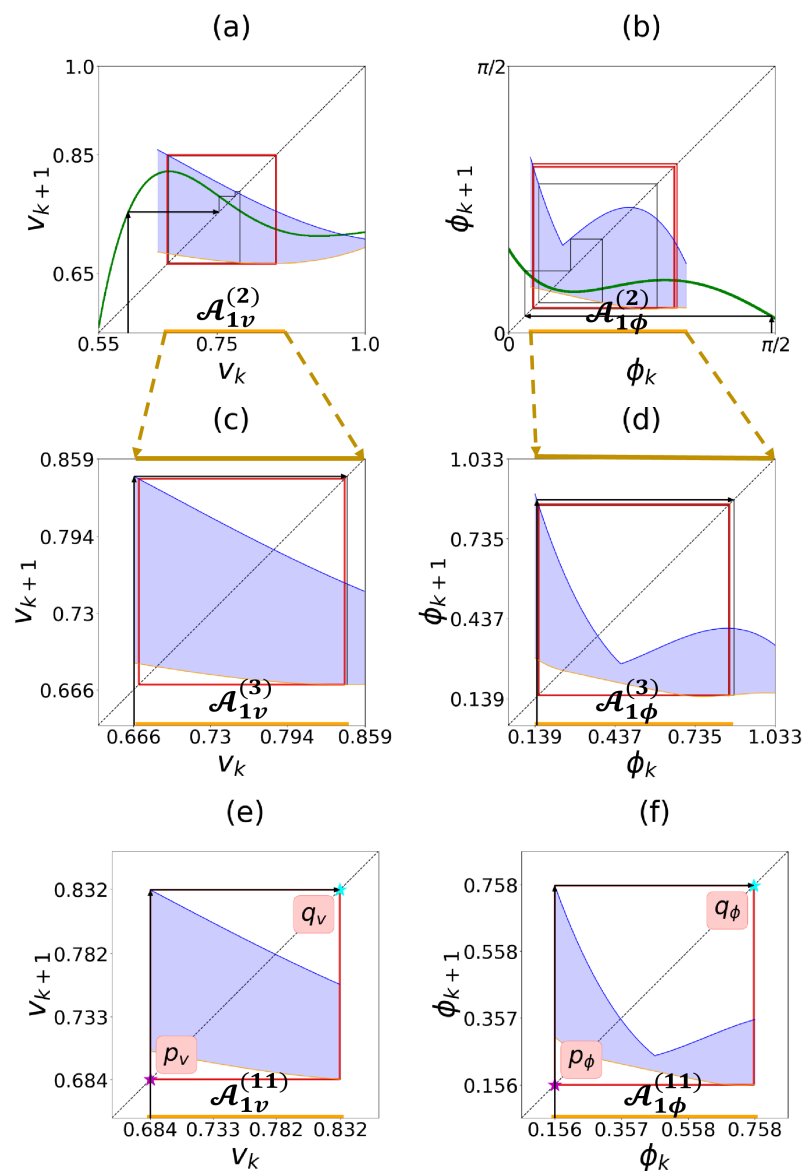 (a)
1.0
0.85
0.65
v_{k+1}
𝒜_{1v}^{(2)}
0.55 0.75 1.0
v_k
(b)
π/2
ϕ_{k+1}
0
𝒜_{1ϕ}^{(2)}
0 π/2
ϕ_k
(c)
0.859
0.794
0.73
0.666
v_{k+1}
𝒜_{1v}^{(3)}
0.666 0.73 0.794 0.859
v_k
(d)
1.033
0.735
0.437
0.139
ϕ_{k+1}
𝒜_{1ϕ}^{(3)}
0.139 0.437 0.735 1.033
ϕ_k
(e)
0.832
0.782
0.733
0.684
v_{k+1}
q_v
p_v
𝒜_{1v}^{(11)}
0.684 0.733 0.782 0.832
v_k
(f)
0.758
0.558
0.357
0.156
ϕ_{k+1}
q_ϕ
p_ϕ
𝒜_{1ϕ}^{(11)}
0.156 0.357 0.558 0.758
ϕ_k